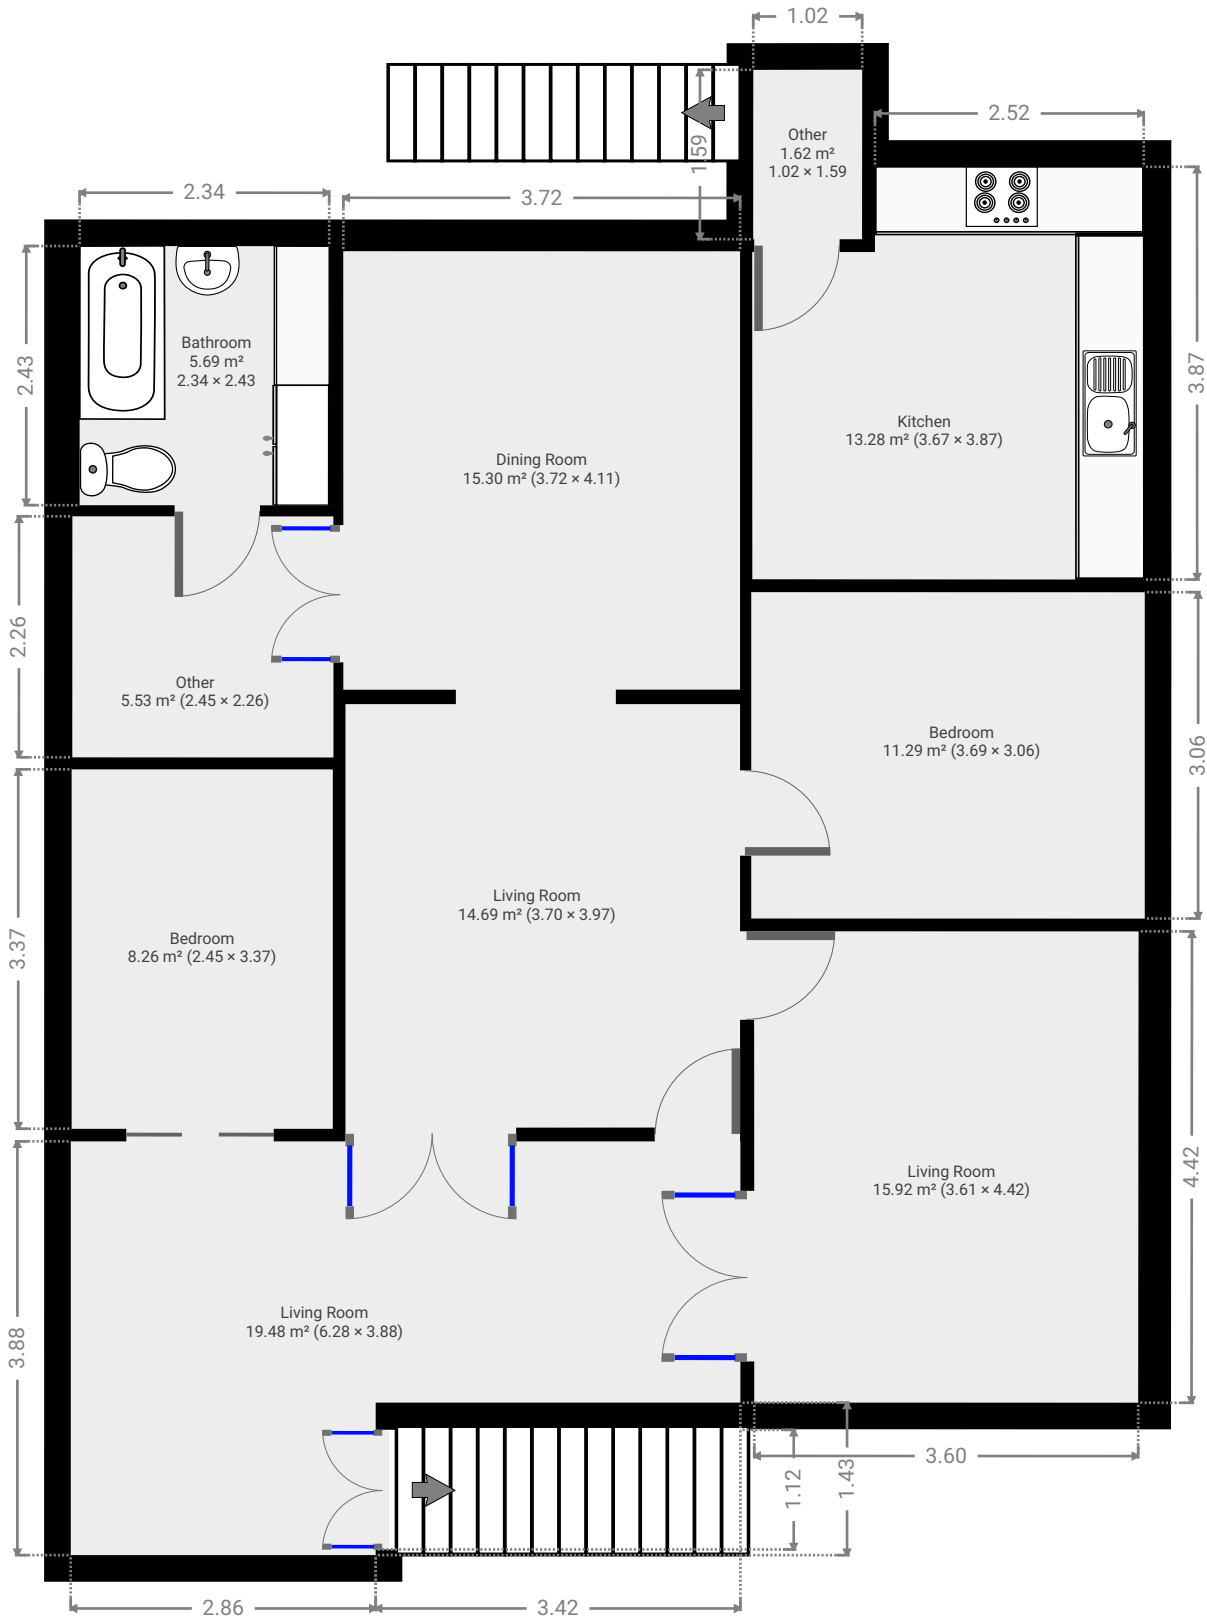 1.02
2.52
Other
1.62 m²
1.02 × 1.59
1.59
2.34
3.72
Bathroom
5.69 m²
2.34 × 2.43
2.43
3.87
Kitchen
13.28 m² (3.67 × 3.87)
Dining Room
15.30 m² (3.72 × 4.11)
2.26
Other
5.53 m² (2.45 × 2.26)
Bedroom
11.29 m² (3.69 × 3.06)
3.06
Living Room
14.69 m² (3.70 × 3.97)
Bedroom
8.26 m² (2.45 × 3.37)
3.37
4.42
Living Room
15.92 m² (3.61 × 4.42)
Living Room
19.48 m² (6.28 × 3.88)
3.88
3.60
1.12
1.43
2.86
3.42